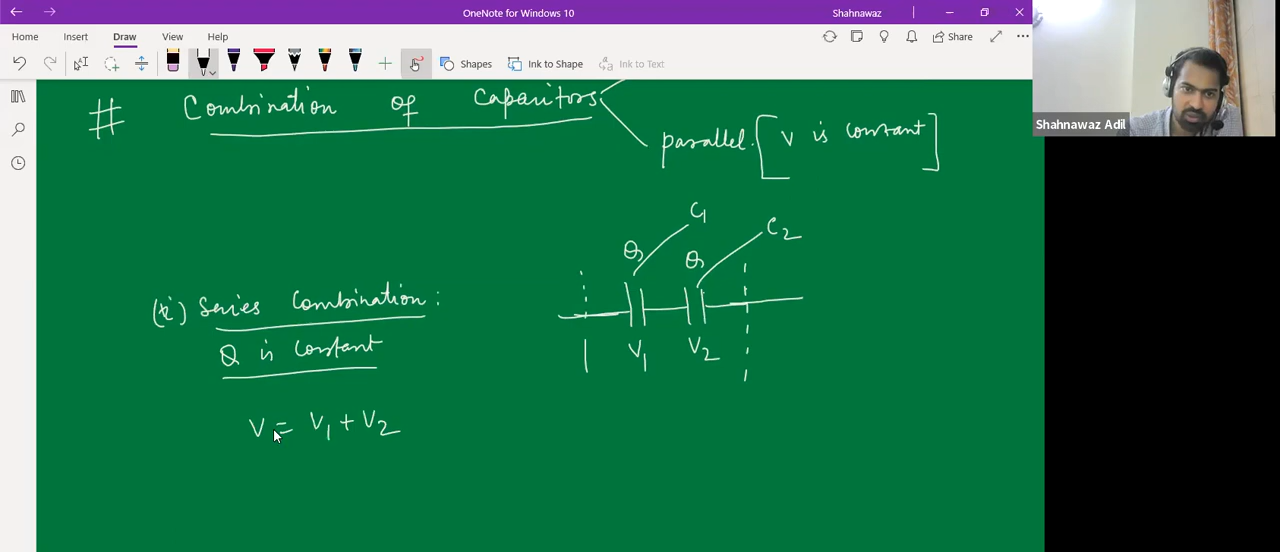 OneNote for Windows 10
Shahnawaz
Home Insert Draw View Help
Share
Shapes Ink to Shape Ink to Text
# Combination of Capacitors
parallel. [V is constant]
C1
C2
Q Q
(i) Series Combination:
Q is constant
V1 V2
V = V1 + V2
Shahnawaz Adil